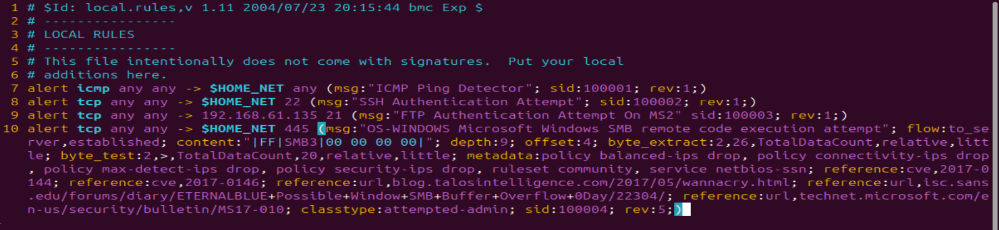 1 # $Id: local.rules,v 1.11 2004/07/23 20:15:44 bmc Exp $
2 # ----------------
3 # LOCAL RULES
4 # ----------------
5 # This file intentionally does not come with signatures.  Put your local
6 # additions here.
7 alert icmp any any -> $HOME_NET any (msg:"ICMP Ping Detector"; sid:100001; rev:1;)
8 alert tcp any any -> $HOME_NET 22 (msg:"SSH Authentication Attempt"; sid:100002; rev:1;)
9 alert tcp any any -> 192.168.61.135 21 (msg:"FTP Authentication Attempt On MS2" sid:100003; rev:1;)
10 alert tcp any any -> $HOME_NET 445 (msg:"OS-WINDOWS Microsoft Windows SMB remote code execution attempt"; flow:to_se
rver,established; content:"|FF|SMB3|00 00 00 00|"; depth:9; offset:4; byte_extract:2,26,TotalDataCount,relative,litt
le; byte_test:2,>,TotalDataCount,20,relative,little; metadata:policy balanced-ips drop, policy connectivity-ips drop
, policy max-detect-ips drop, policy security-ips drop, ruleset community, service netbios-ssn; reference:cve,2017-0
144; reference:cve,2017-0146; reference:url,blog.talosintelligence.com/2017/05/wannacry.html; reference:url,isc.sans
.edu/forums/diary/ETERNALBLUE+Possible+Window+SMB+Buffer+Overflow+0Day/22304/; reference:url,technet.microsoft.com/e
n-us/security/bulletin/MS17-010; classtype:attempted-admin; sid:100004; rev:5;)